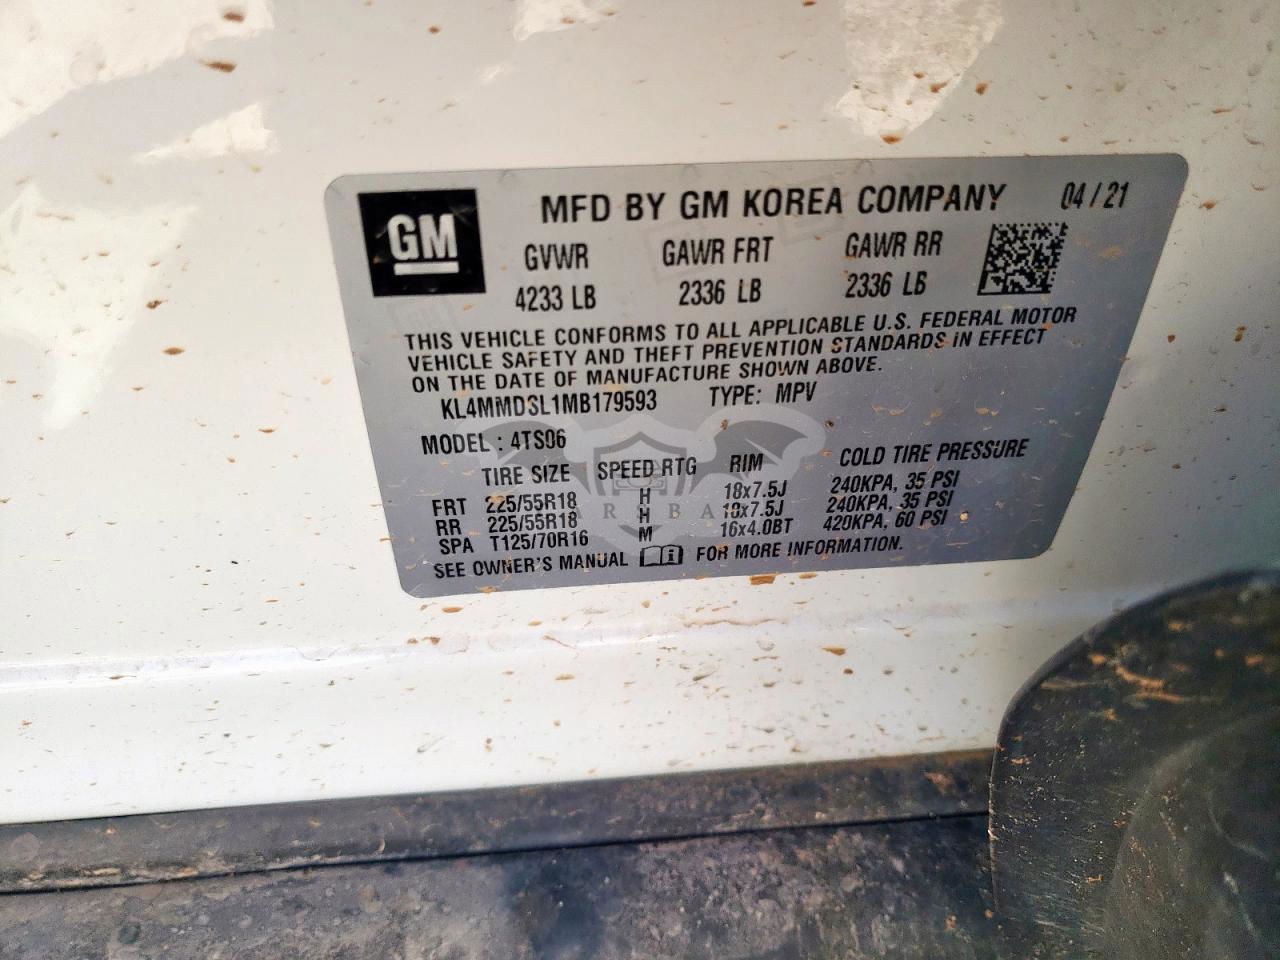 GM
MFD BY GM KOREA COMPANY 04/21
GVWR GAWR FRT GAWR RR
4233 LB 2336 LB 2336 LB
THIS VEHICLE CONFORMS TO ALL APPLICABLE U.S. FEDERAL MOTOR
VEHICLE SAFETY AND THEFT PREVENTION STANDARDS IN EFFECT
ON THE DATE OF MANUFACTURE SHOWN ABOVE.
KL4MMDSL1MB179593 TYPE: MPV
MODEL: 4TS06
TIRE SIZE SPEED RTG RIM COLD TIRE PRESSURE
FRT 225/55R18 H 18x7.5J 240KPA, 35 PSI
RR 225/55R18 H 18x7.5J 240KPA, 35 PSI
SPA T125/70R16 M 16x4.0BT 420KPA, 60 PSI
SEE OWNER'S MANUAL FOR MORE INFORMATION.